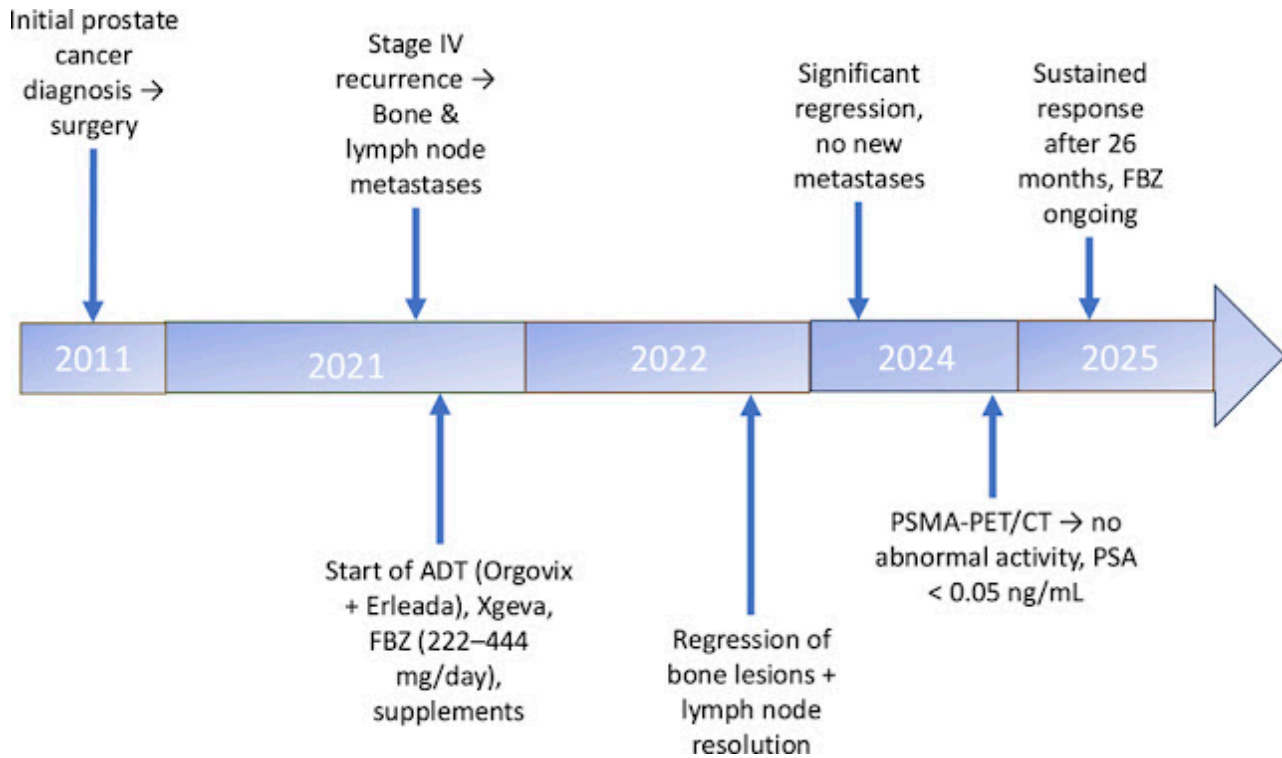 Initial prostate
cancer
diagnosis →
surgery
Stage IV
recurrence →
Bone &
lymph node
metastases
Significant
regression,
no new
metastases
Sustained
response
after 26
months, FBZ
ongoing
2011
2021
2022
2024
2025
Start of ADT (Orgovix
+ Erleada), Xgeva,
FBZ (222–444
mg/day),
supplements
Regression of
bone lesions +
lymph node
resolution
PSMA-PET/CT → no
abnormal activity, PSA
< 0.05 ng/mL